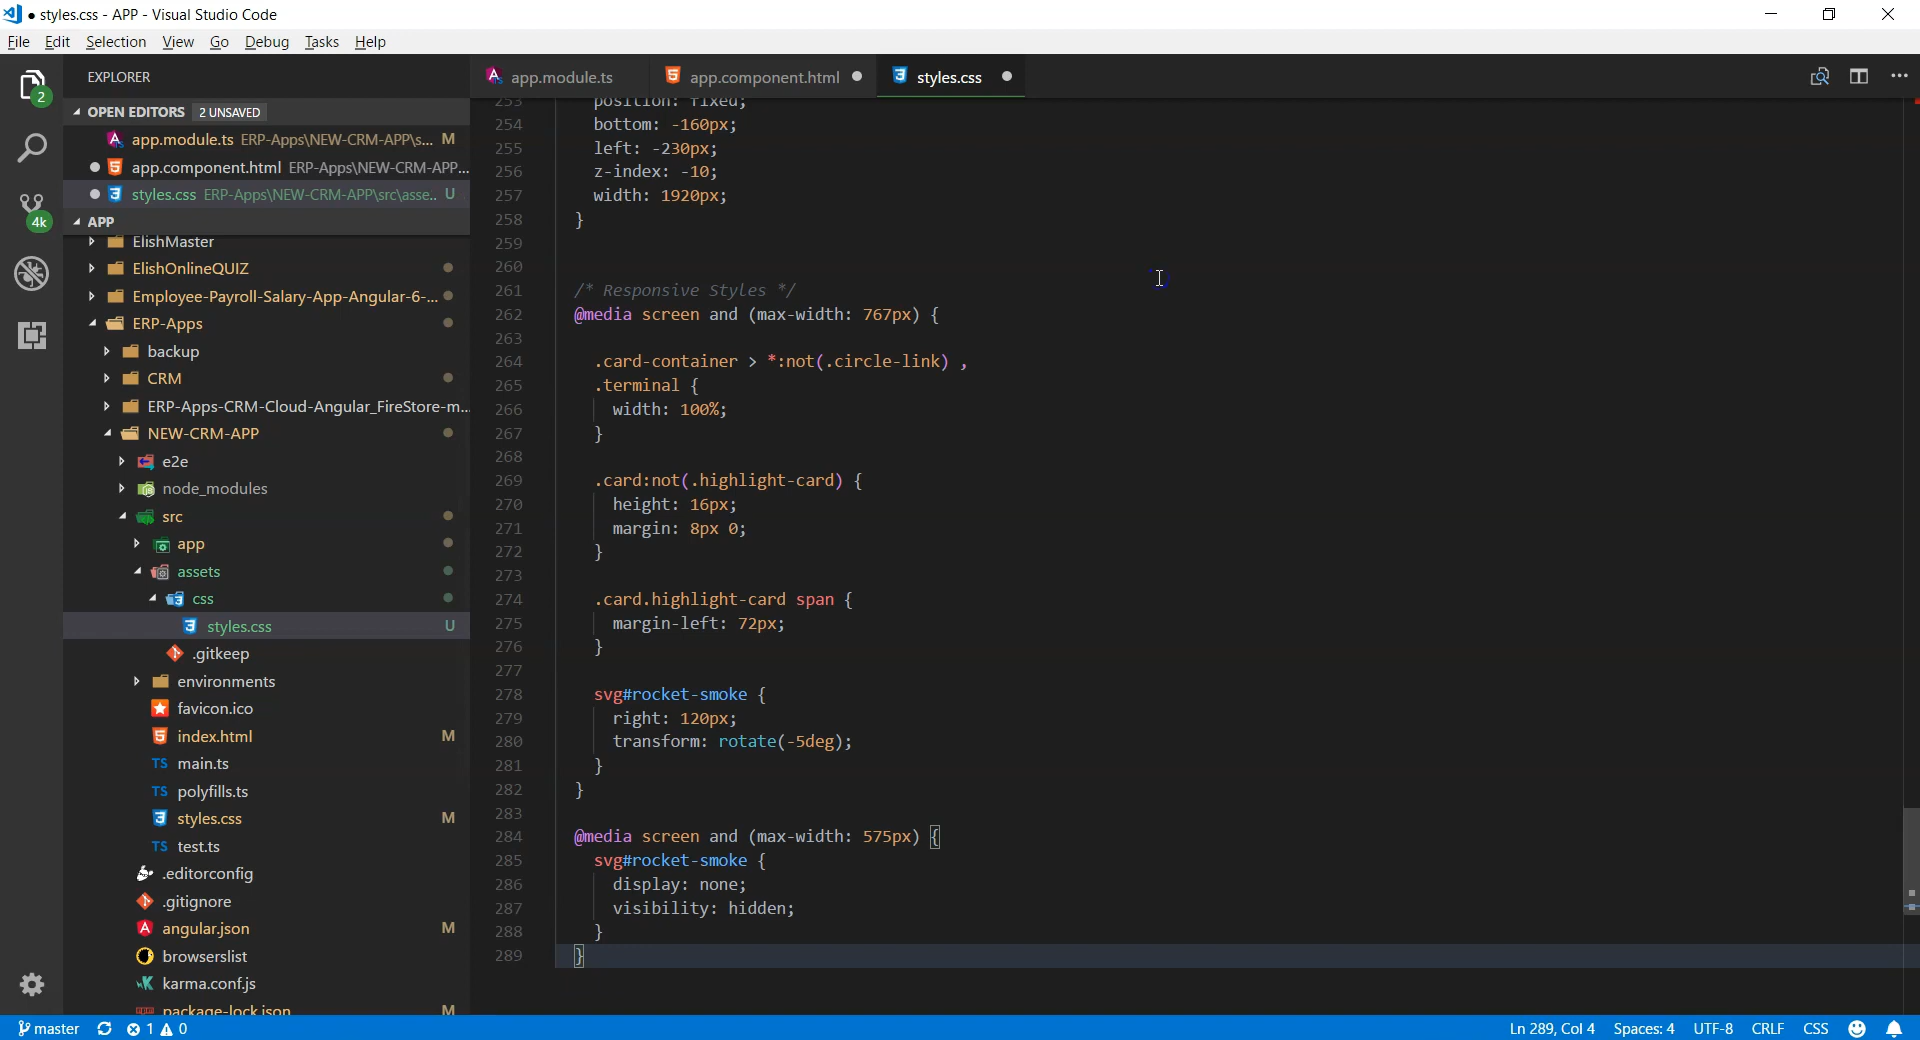 styles.css - APP - Visual Studio Code
File Edit Selection View Go Debug Tasks Help
EXPLORER
OPEN EDITORS 2 UNSAVED
app.module.ts ERP-Apps\NEW-CRM-APP\s... M
app.component.html ERP-Apps\NEW-CRM-APP...
styles.css ERP-Apps\NEW-CRM-APP\src\asse.. U
APP
ElishMaster
ElishOnlineQUIZ
Employee-Payroll-Salary-App-Angular-6-...
ERP-Apps
backup
CRM
ERP-Apps-CRM-Cloud-Angular_FireStore-m...
NEW-CRM-APP
e2e
node_modules
src
app
assets
css
styles.css U
.gitkeep
environments
favicon.ico
index.html M
TS main.ts
TS polyfills.ts
styles.css M
TS test.ts
.editorconfig
.gitignore
angular.json M
browserslist
karma.conf.js
package-lock.json M
2
4k
app.module.ts app.component.html styles.css
253 position: fixed;
254 bottom: -160px;
255 left: -230px;
256 z-index: -10;
257 width: 1920px;
258 }
259
260
261 /* Responsive Styles */
262 @media screen and (max-width: 767px) {
263
264 .card-container > *:not(.circle-link) ,
265 .terminal {
266 width: 100%;
267 }
268
269 .card:not(.highlight-card) {
270 height: 16px;
271 margin: 8px 0;
272 }
273
274 .card.highlight-card span {
275 margin-left: 72px;
276 }
277
278 svg#rocket-smoke {
279 right: 120px;
280 transform: rotate(-5deg);
281 }
282 }
283
284 @media screen and (max-width: 575px) {
285 svg#rocket-smoke {
286 display: none;
287 visibility: hidden;
288 }
289 }
master 1 0 Ln 289, Col 4 Spaces: 4 UTF-8 CRLF CSS